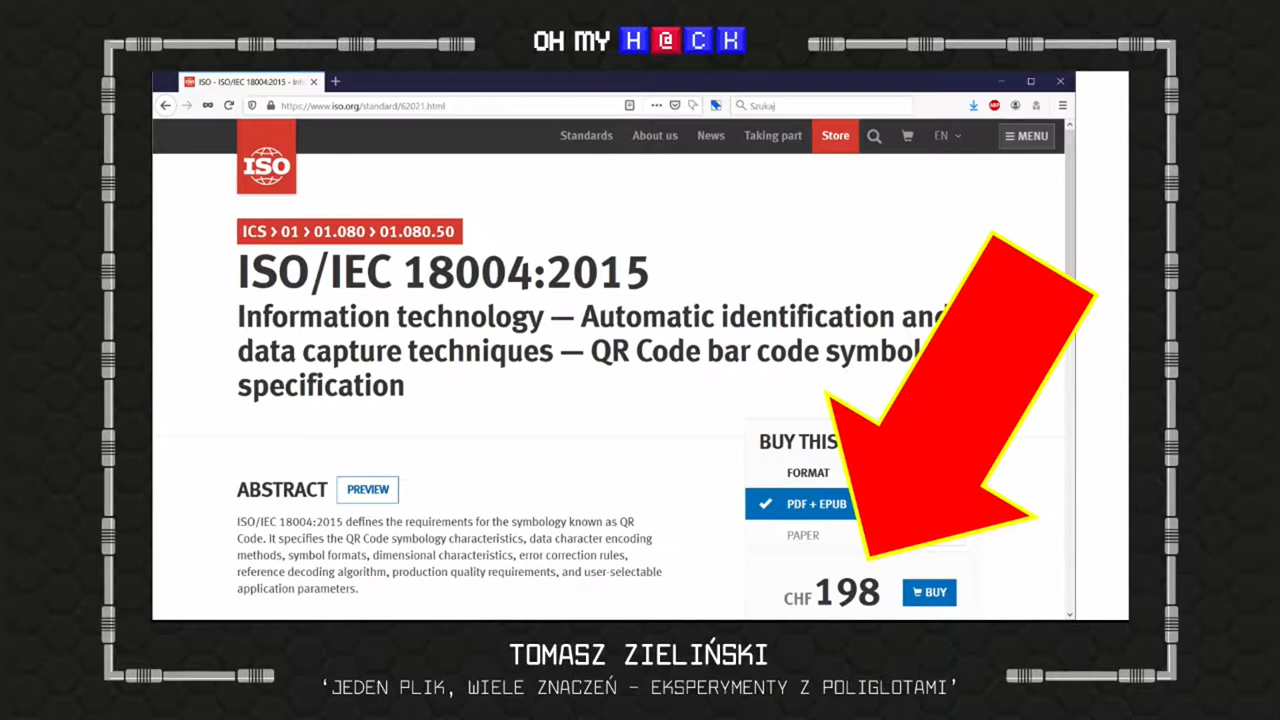 OH MY H@CK
ISO - ISO/IEC 18004:2015 - Inf
https://www.iso.org/standard/62021.html
Szukaj
Standards About us News Taking part Store EN MENU
ISO
ICS > 01 > 01.080 > 01.080.50
ISO/IEC 18004:2015
Information technology — Automatic identification and
data capture techniques — QR Code bar code symbol
specification
BUY THIS
FORMAT
ABSTRACT PREVIEW
PDF + EPUB
PAPER
ISO/IEC 18004:2015 defines the requirements for the symbology known as QR
Code. It specifies the QR Code symbology characteristics, data character encoding
methods, symbol formats, dimensional characteristics, error correction rules,
reference decoding algorithm, production quality requirements, and user-selectable
application parameters.
CHF 198 BUY
TOMASZ ZIELIŃSKI
‘JEDEN PLIK, WIELE ZNACZEŃ – EKSPERYMENTY Z POLIGLOTAMI’